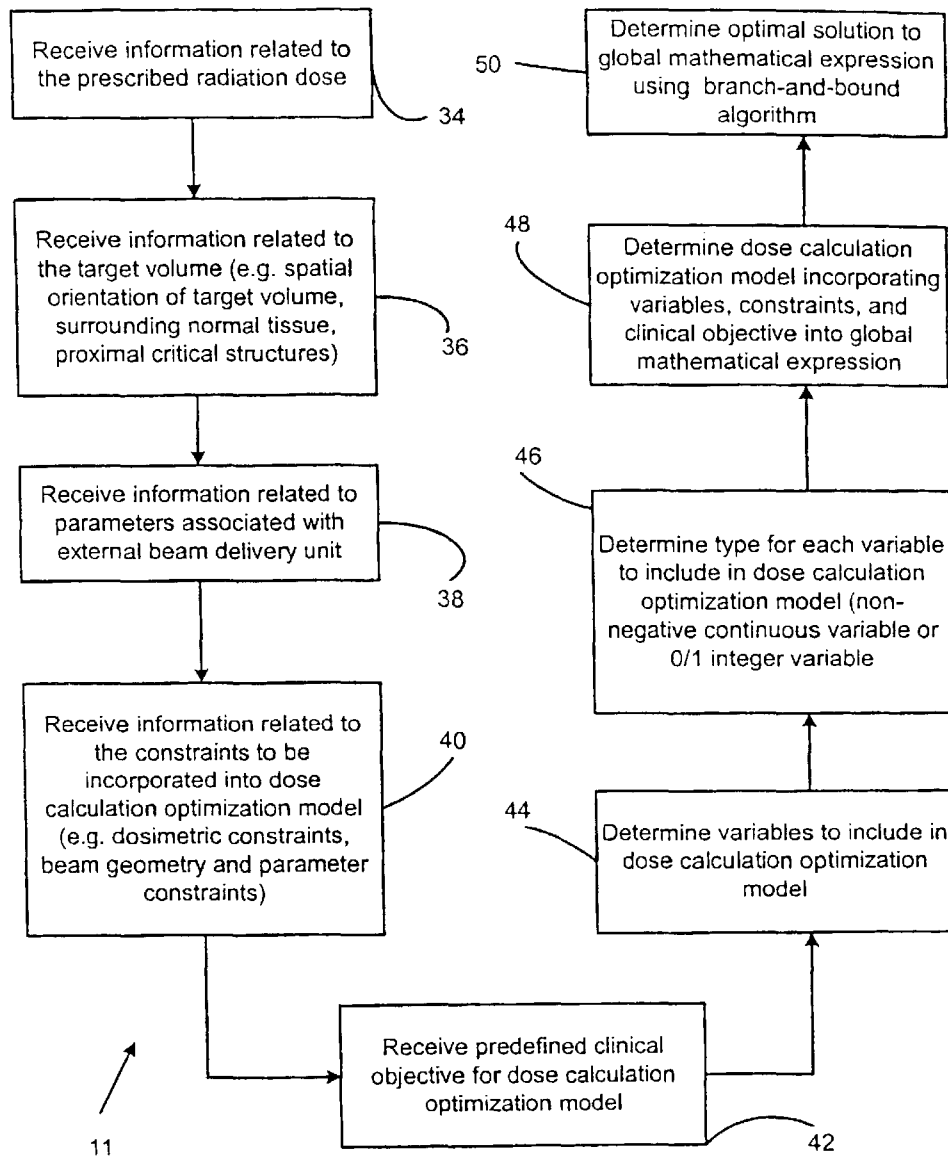 Receive information related to
the prescribed radiation dose
34
Receive information related to
the target volume (e.g. spatial
orientation of target volume,
surrounding normal tissue,
proximal critical structures)
36
Receive information related to
parameters associated with
external beam delivery unit
38
Receive information related to
the constraints to be
incorporated into dose
calculation optimization model
(e.g. dosimetric constraints,
beam geometry and parameter
constraints)
40
Receive predefined clinical
objective for dose calculation
optimization model
42
44
Determine variables to include in
dose calculation optimization
model
46
Determine type for each variable
to include in dose calculation
optimization model (non-
negative continuous variable or
0/1 integer variable
48
Determine dose calculation
optimization model incorporating
variables, constraints, and
clinical objective into global
mathematical expression
50
Determine optimal solution to
global mathematical expression
using branch-and-bound
algorithm
11